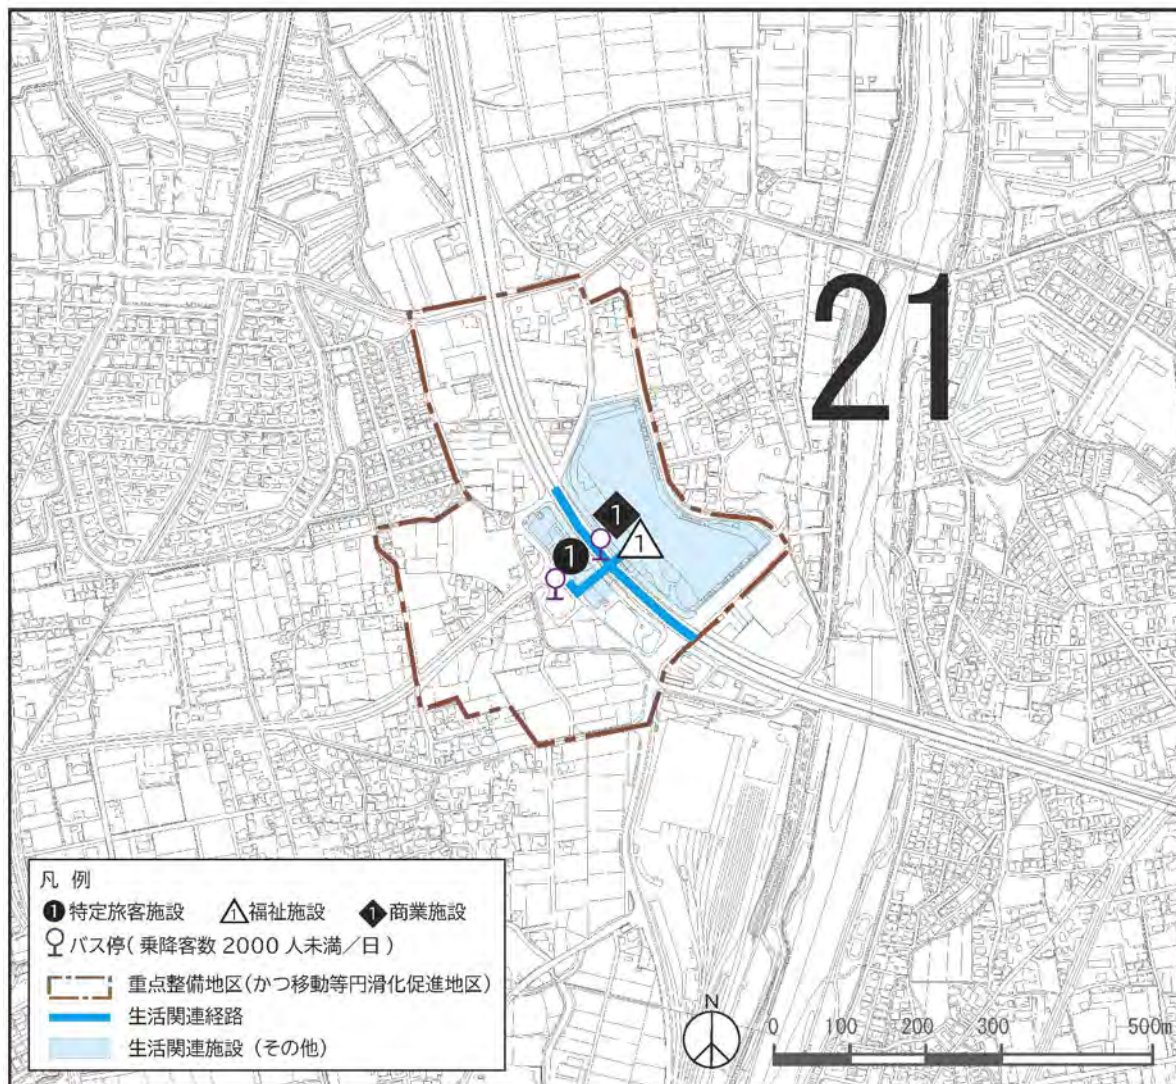 21
1
1
1
凡 例
1 特定旅客施設 1 福祉施設 1 商業施設
バス停( 乗降客数 2000 人未満／日 )
重点整備地区(かつ移動等円滑化促進地区)
生活関連経路
生活関連施設 (その他)
N
0 100 200 300 500m